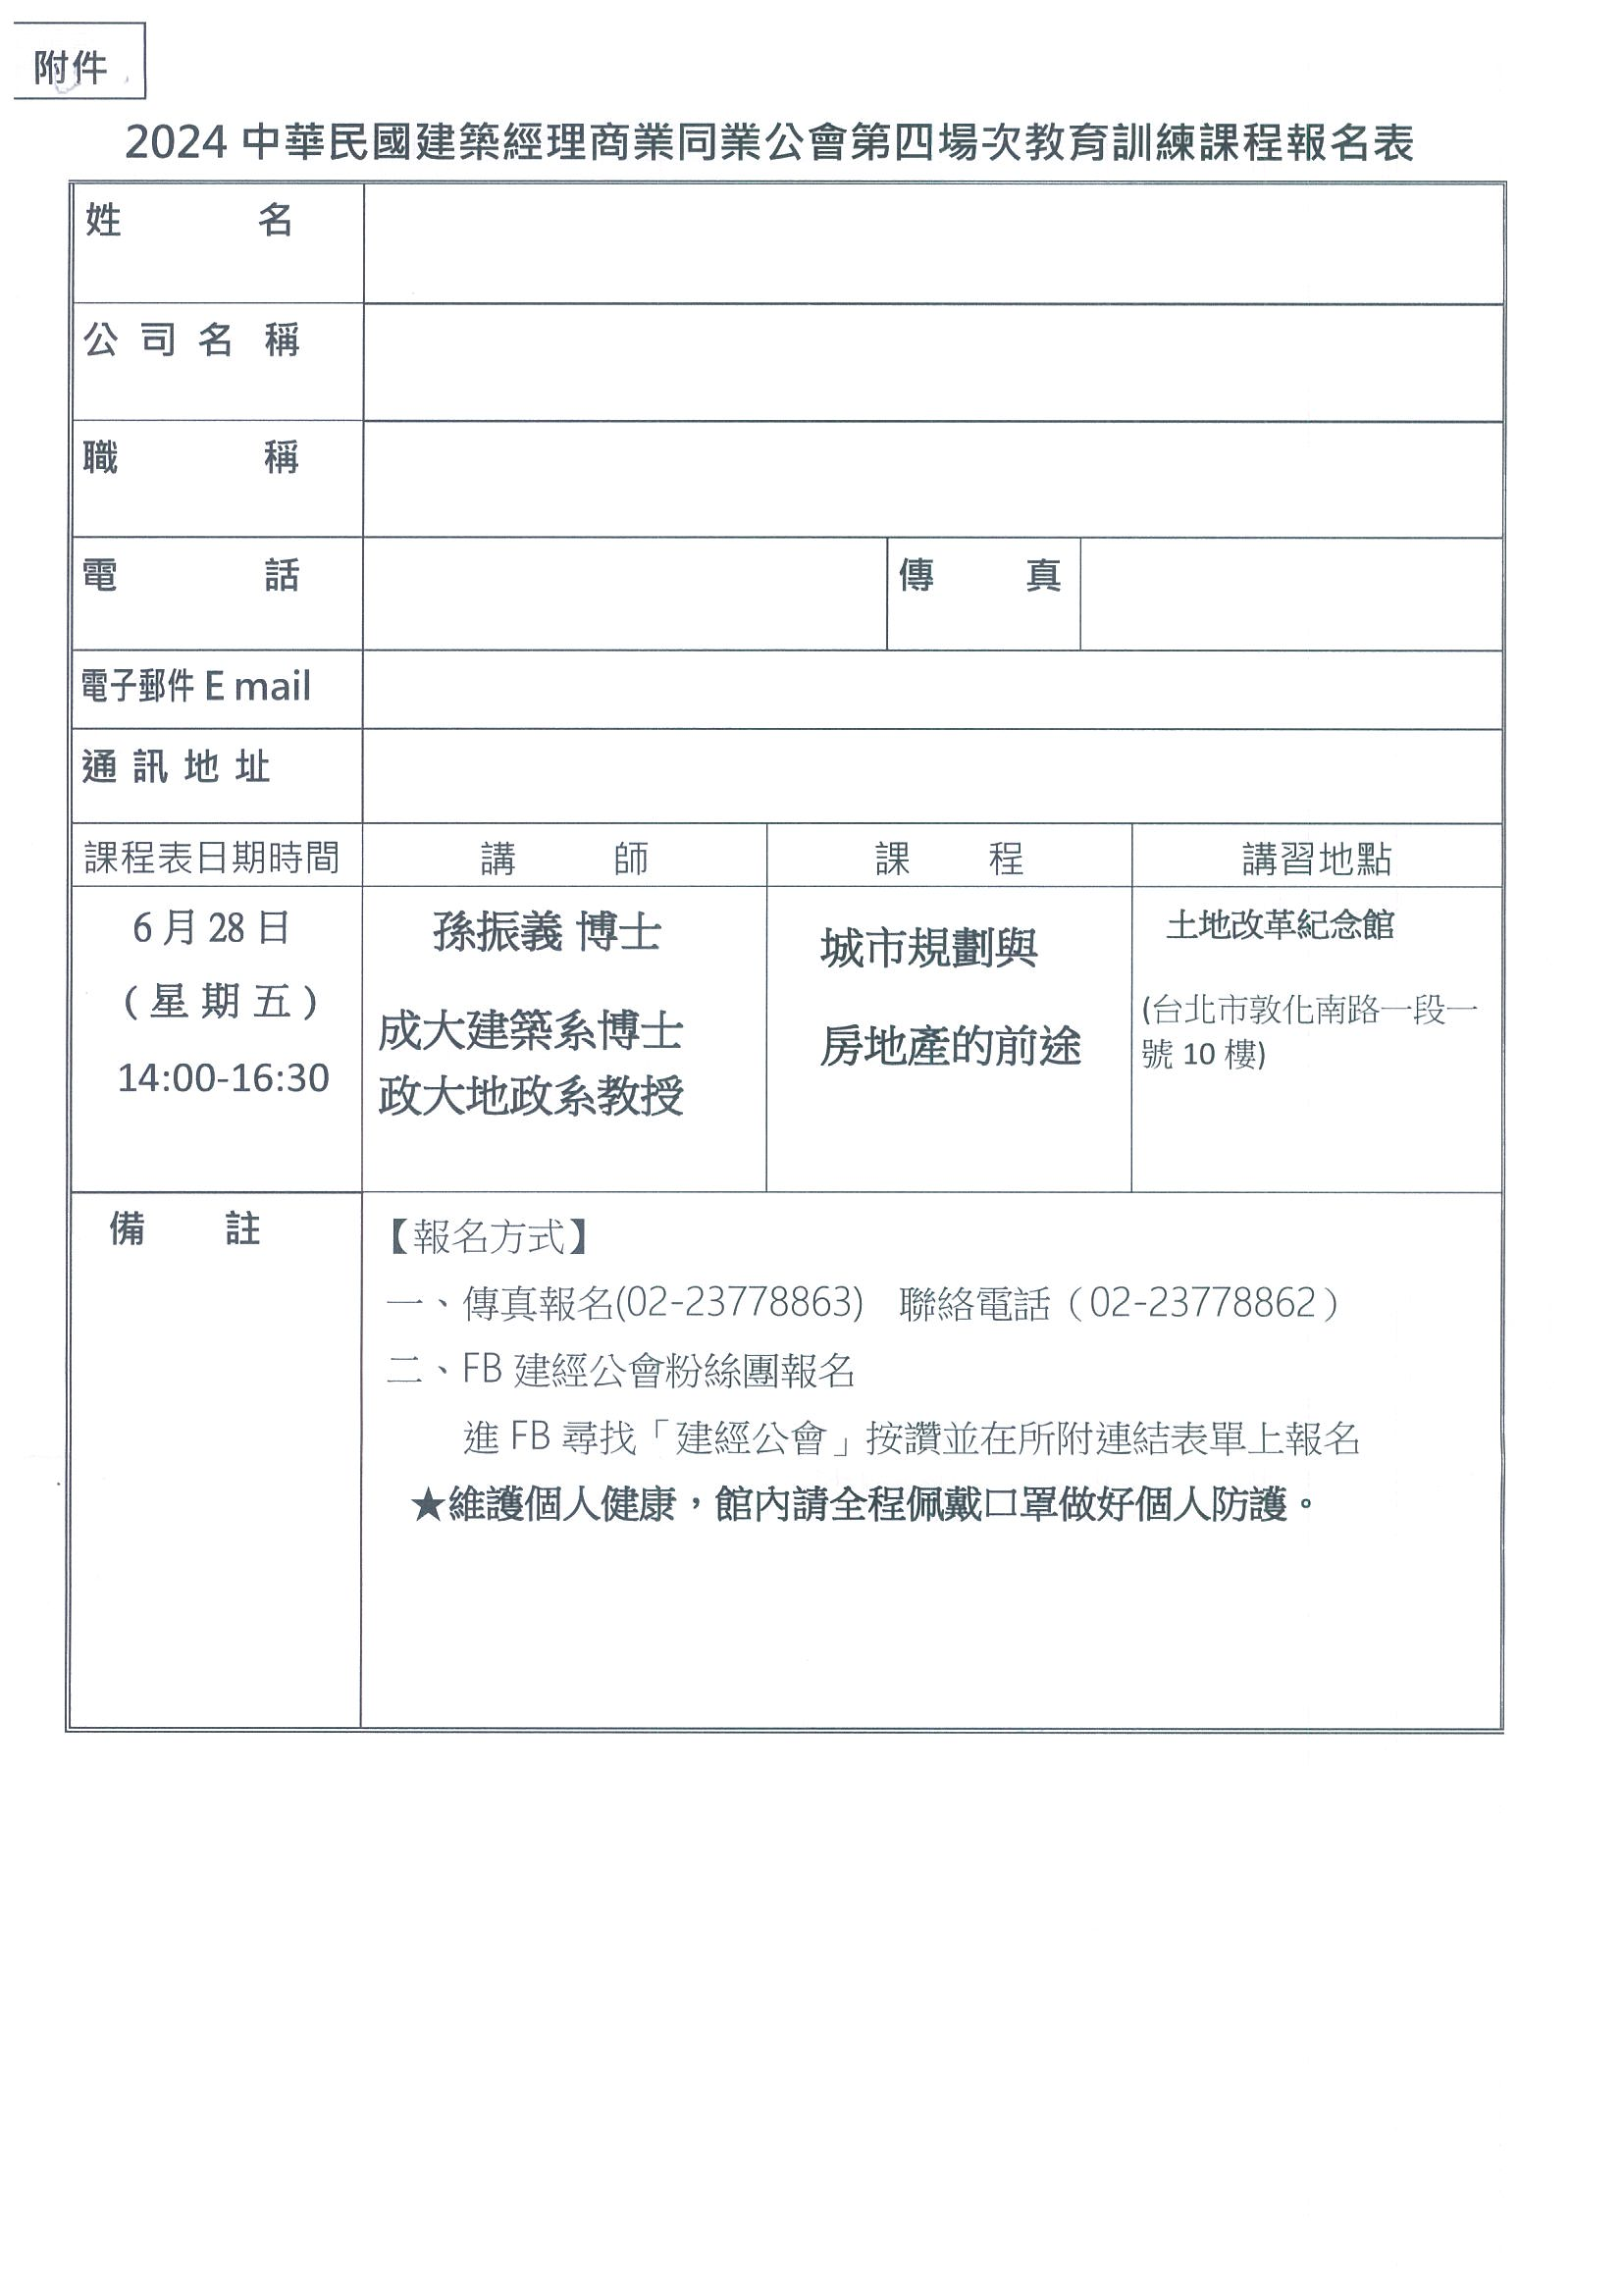 附件
2024 中華民國建築經理商業同業公會第四場次教育訓練課程報名表
姓 名
公 司 名 稱
職 稱
電 話 傳 真
電子郵件 E mail
通 訊 地 址
課程表日期時間 講 師 課 程 講習地點
6 月 28 日
( 星 期 五 )
14:00-16:30
孫振義 博士
成大建築系博士
政大地政系教授
城市規劃與
房地產的前途
土地改革紀念館
(台北市敦化南路一段一
號 10 樓)
備 註
【報名方式】
一、傳真報名(02-23778863) 聯絡電話（02-23778862）
二、FB 建經公會粉絲團報名
進 FB 尋找「建經公會」按讚並在所附連結表單上報名
★維護個人健康，館內請全程佩戴口罩做好個人防護。